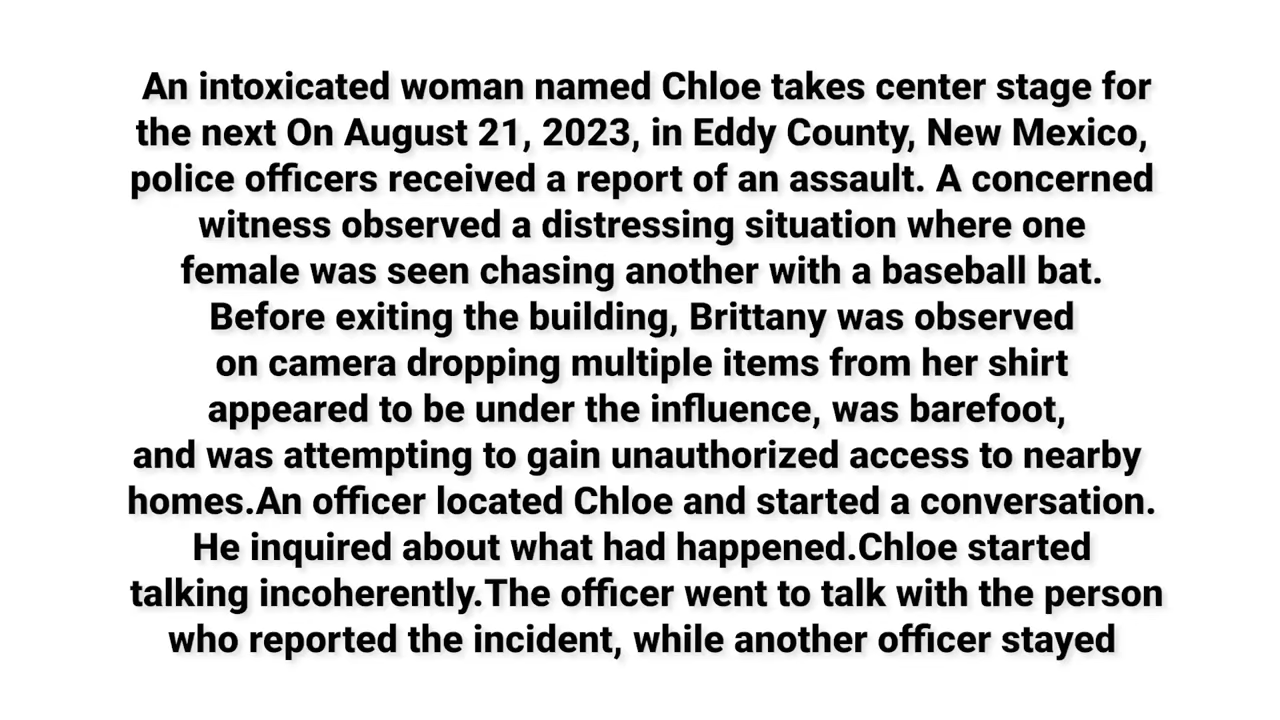 An intoxicated woman named Chloe takes center stage for
the next On August 21, 2023, in Eddy County, New Mexico,
police officers received a report of an assault. A concerned
witness observed a distressing situation where one
female was seen chasing another with a baseball bat.
Before exiting the building, Brittany was observed
on camera dropping multiple items from her shirt
appeared to be under the influence, was barefoot,
and was attempting to gain unauthorized access to nearby
homes.An officer located Chloe and started a conversation.
He inquired about what had happened.Chloe started
talking incoherently.The officer went to talk with the person
who reported the incident, while another officer stayed